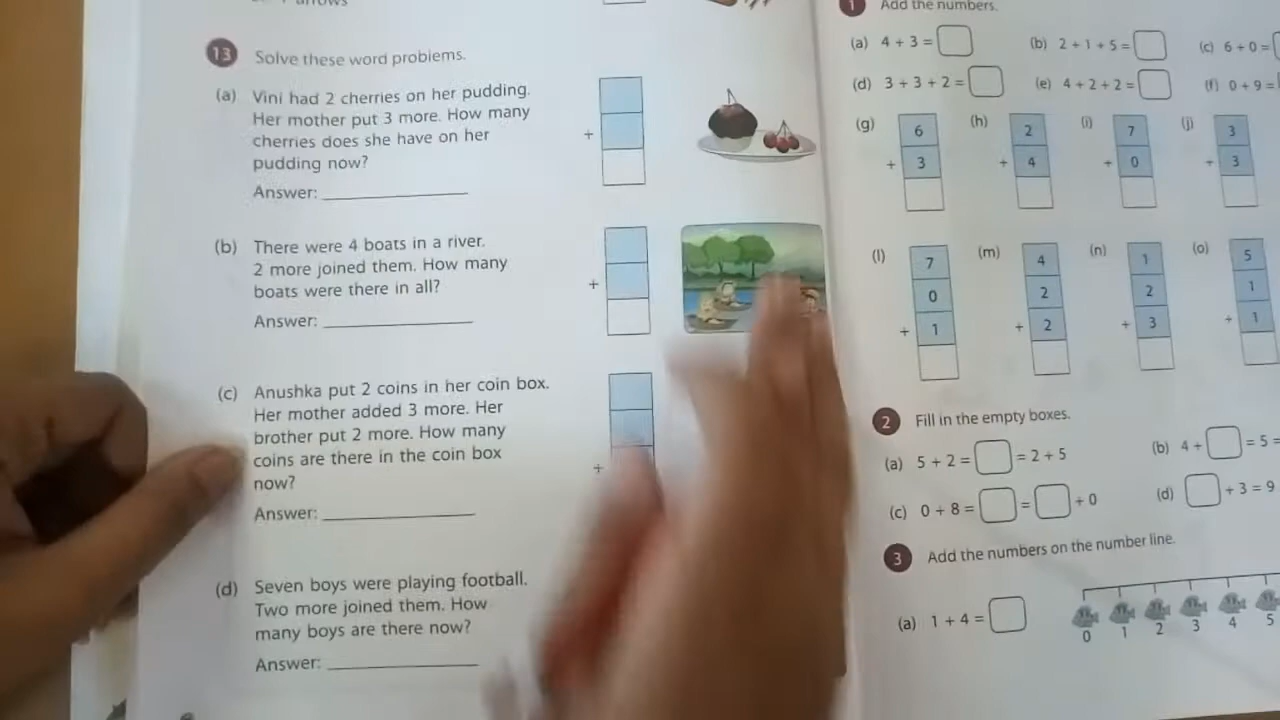 13 Solve these word problems.
(a) Vini had 2 cherries on her pudding.
Her mother put 3 more. How many
cherries does she have on her
pudding now?
+
Answer:
(b) There were 4 boats in a river.
2 more joined them. How many
boats were there in all?
+
Answer:
(c) Anushka put 2 coins in her coin box.
Her mother added 3 more. Her
brother put 2 more. How many
coins are there in the coin box
now?
+
Answer:
(d) Seven boys were playing football.
Two more joined them. How
many boys are there now?
Answer:
1 Add the numbers.
(a) 4 + 3 =
(b) 2 + 1 + 5 =
(c) 6 + 0 =
(d) 3 + 3 + 2 =
(e) 4 + 2 + 2 =
(f) 0 + 9 =
(g) 6
+ 3
(h) 2
+ 4
(i) 7
+ 0
(j) 3
+ 3
(l) 7
0
+ 1
(m) 4
2
+ 2
(n) 1
2
+ 3
(o) 5
1
+ 1
2 Fill in the empty boxes.
(a) 5 + 2 = = 2 + 5
(b) 4 + = 5 =
(c) 0 + 8 = = + 0
(d) + 3 = 9
3 Add the numbers on the number line.
(a) 1 + 4 =
0 1 2 3 4 5